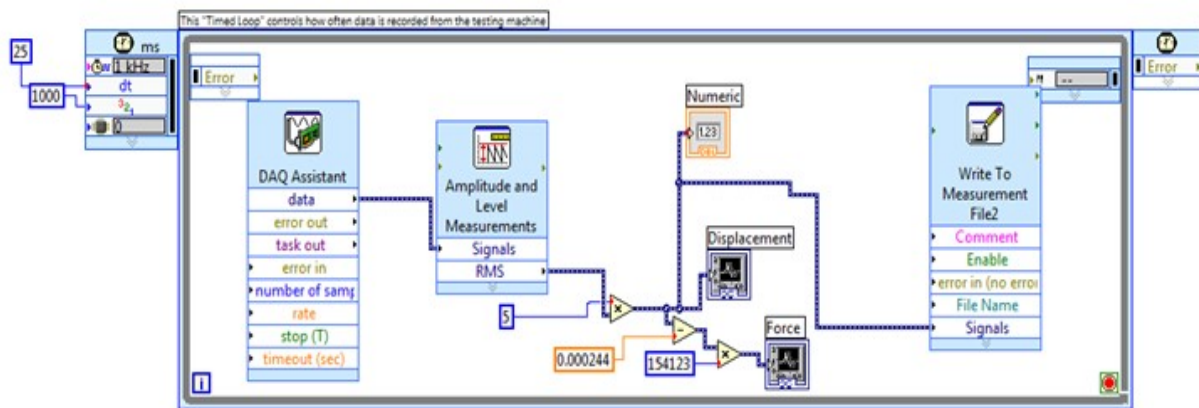 This "Timed Loop" controls how often data is recorded from the testing machine
ms
25
1 kHz
dt
1000
0
Error
Error
--
DAQ Assistant
data
error out
task out
error in
number of samp
rate
stop (T)
timeout (sec)
Amplitude and
Level
Measurements
Signals
RMS
Numeric
1.23
Displacement
5
0.000244
154123
Force
Write To
Measurement
File2
Comment
Enable
error in (no erro
File Name
Signals
i